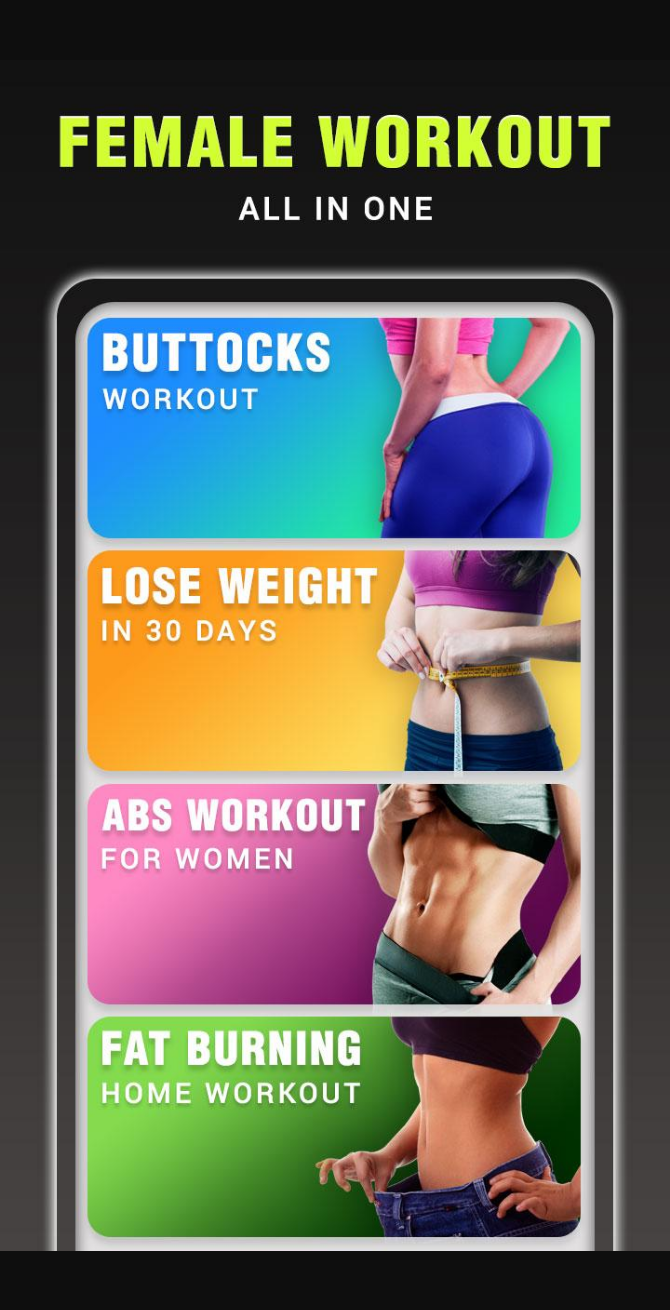 FEMALE WORKOUT
ALL IN ONE
BUTTOCKS
WORKOUT
LOSE WEIGHT
IN 30 DAYS
ABS WORKOUT
FOR WOMEN
FAT BURNING
HOME WORKOUT